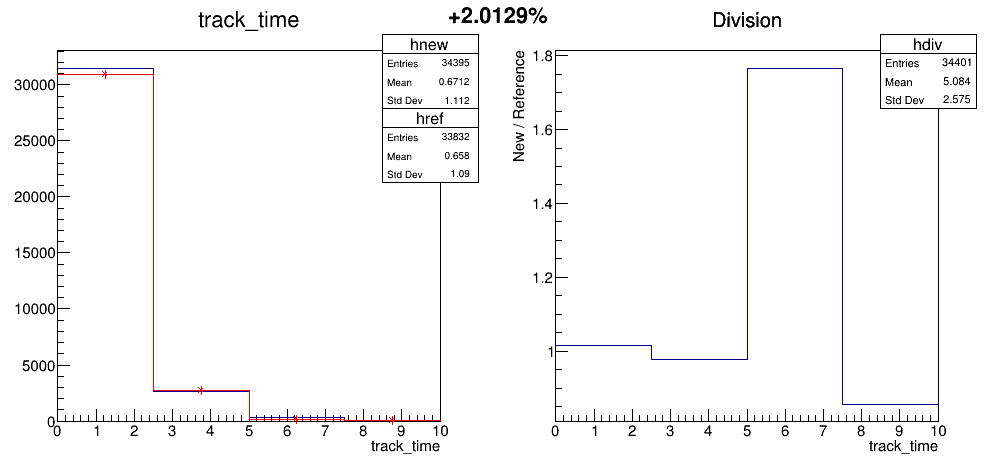 track_time
+2.0129%
Division
hnew
Entries 34395
Mean 0.6712
Std Dev 1.112
href
Entries 33832
Mean 0.658
Std Dev 1.09
30000
25000
20000
15000
10000
5000
0
0 1 2 3 4 5 6 7 8 9 10
track_time
hdiv
Entries 34401
Mean 5.084
Std Dev 2.575
New / Reference
1.8
1.6
1.4
1.2
1
0 1 2 3 4 5 6 7 8 9 10
track_time